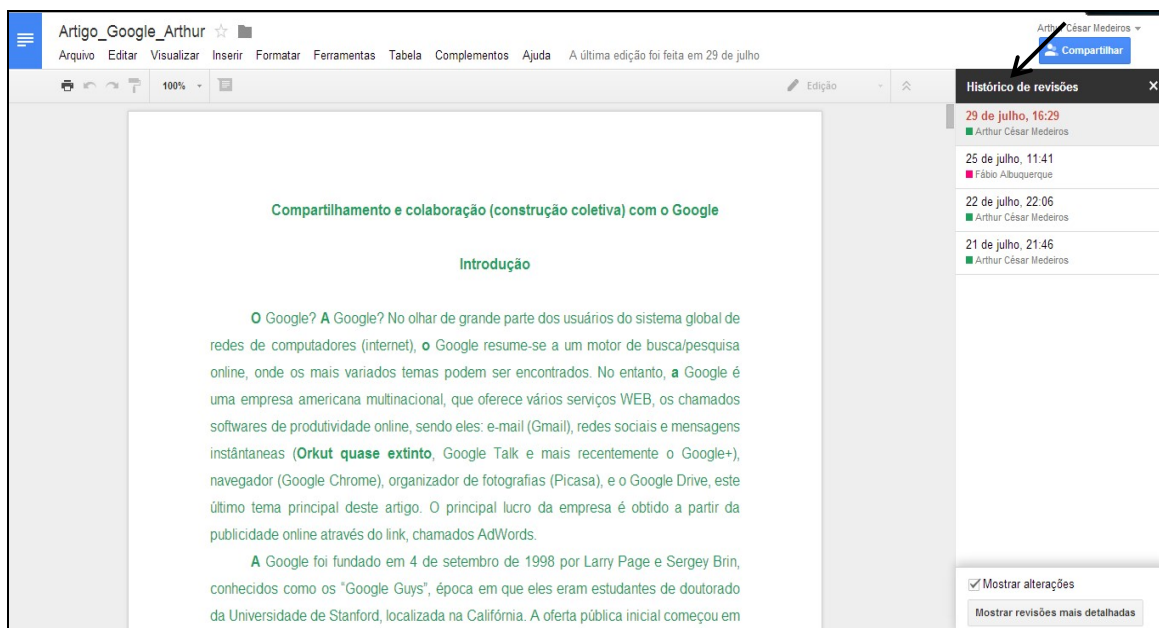 Artigo_Google_Arthur
Arthur César Medeiros
Arquivo Editar Visualizar Inserir Formatar Ferramentas Tabela Complementos Ajuda A última edição foi feita em 29 de julho
Compartilhar
100%
Edição
Histórico de revisões
29 de julho, 16:29
Arthur César Medeiros
25 de julho, 11:41
Fábio Albuquerque
22 de julho, 22:06
Arthur César Medeiros
21 de julho, 21:46
Arthur César Medeiros
Compartilhamento e colaboração (construção coletiva) com o Google
Introdução
O Google? A Google? No olhar de grande parte dos usuários do sistema global de
redes de computadores (internet), o Google resume-se a um motor de busca/pesquisa
online, onde os mais variados temas podem ser encontrados. No entanto, a Google é
uma empresa americana multinacional, que oferece vários serviços WEB, os chamados
softwares de produtividade online, sendo eles: e-mail (Gmail), redes sociais e mensagens
instântaneas (Orkut quase extinto, Google Talk e mais recentemente o Google+),
navegador (Google Chrome), organizador de fotografias (Picasa), e o Google Drive, este
último tema principal deste artigo. O principal lucro da empresa é obtido a partir da
publicidade online através do link, chamados AdWords.
A Google foi fundado em 4 de setembro de 1998 por Larry Page e Sergey Brin,
conhecidos como os "Google Guys", época em que eles eram estudantes de doutorado
da Universidade de Stanford, localizada na Califórnia. A oferta pública inicial começou em
Mostrar alterações
Mostrar revisões mais detalhadas